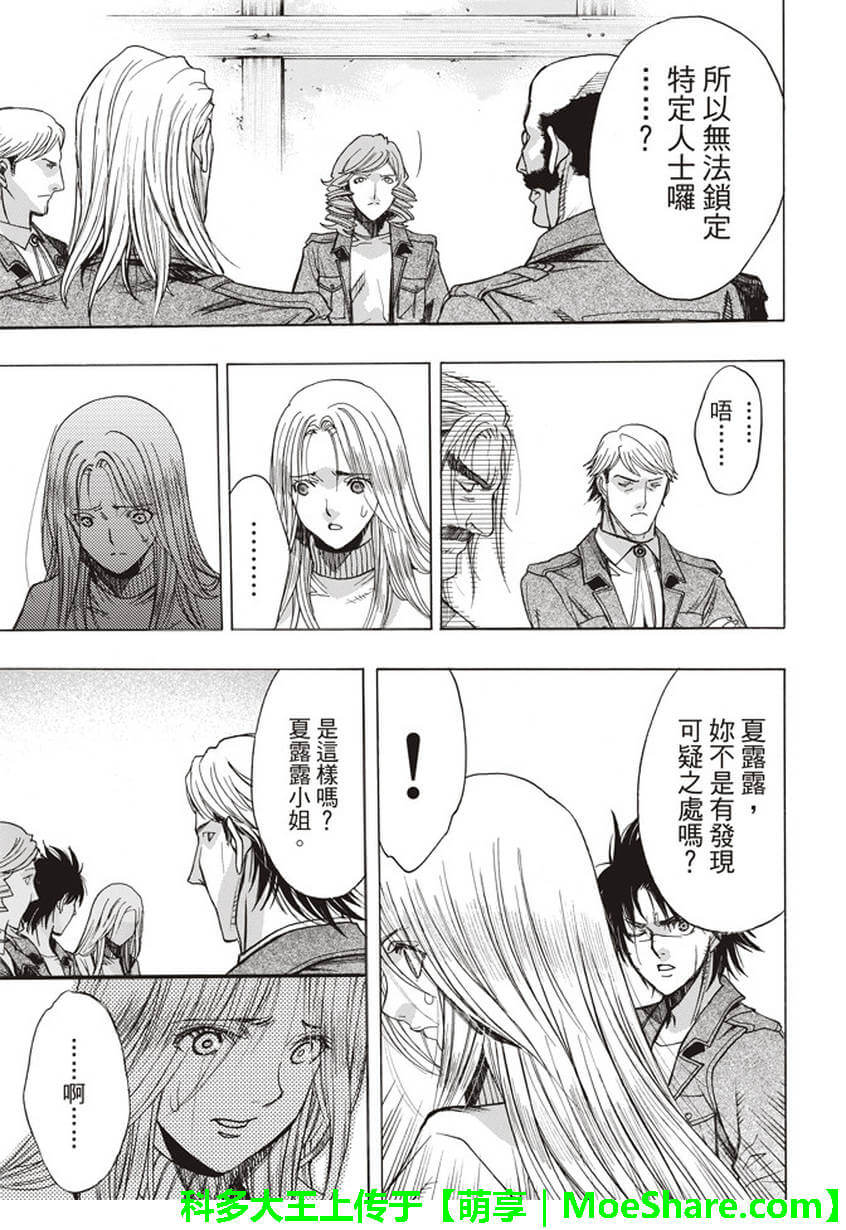 所以無法鎖定
特定人士囉
……？
……
唔……
………
夏露露，
妳不是有發現
可疑之處嗎？
！
是這樣嗎？
夏露露小姐。
……啊……
科多大王上传于【萌享｜MoeShare.com】